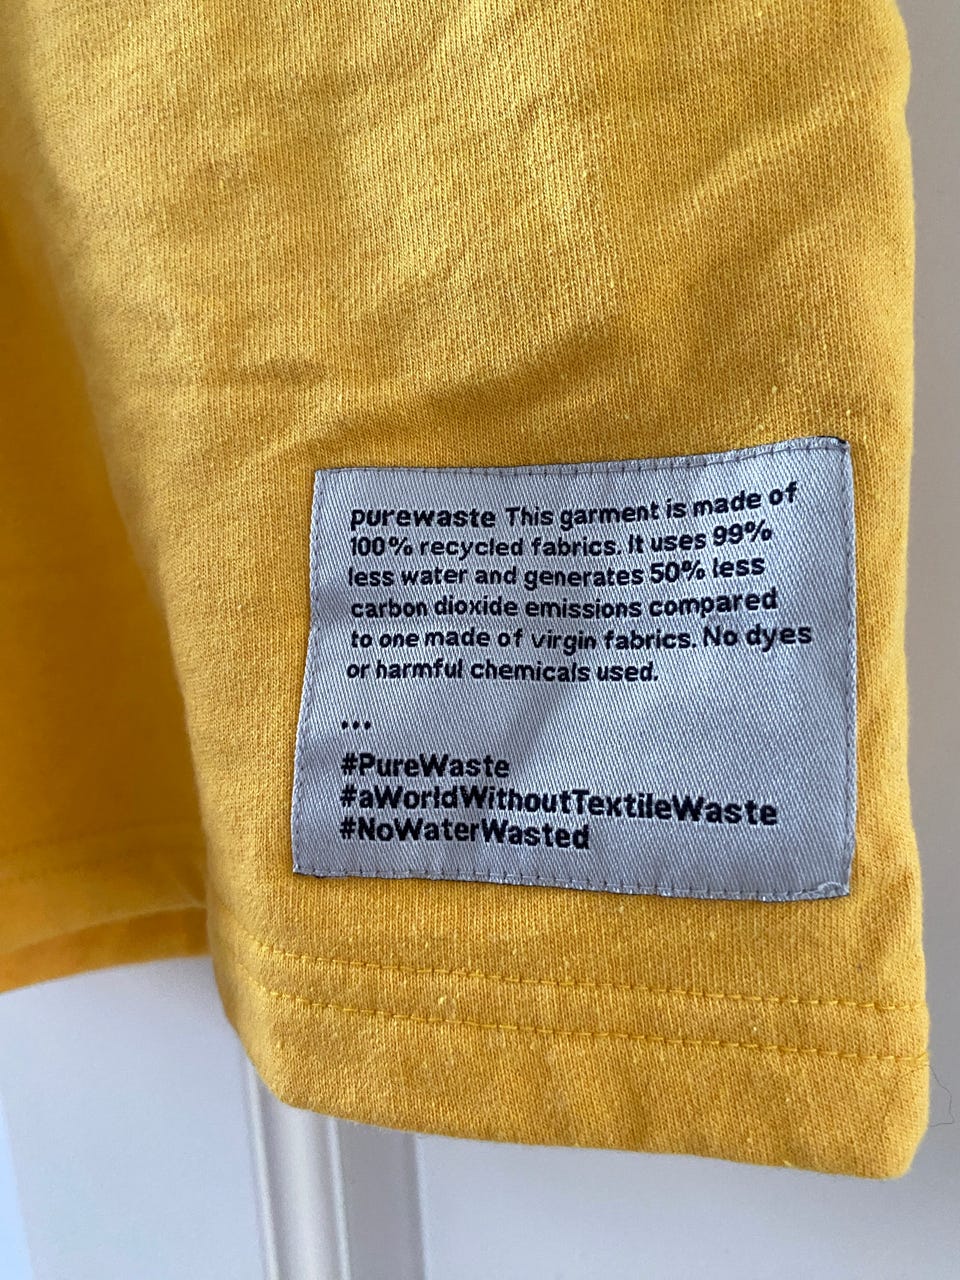 purewaste This garment is made of
100% recycled fabrics. It uses 99%
less water and generates 50% less
carbon dioxide emissions compared
to one made of virgin fabrics. No dyes
or harmful chemicals used.
...
#PureWaste
#aWorldWithoutTextileWaste
#NoWaterWasted